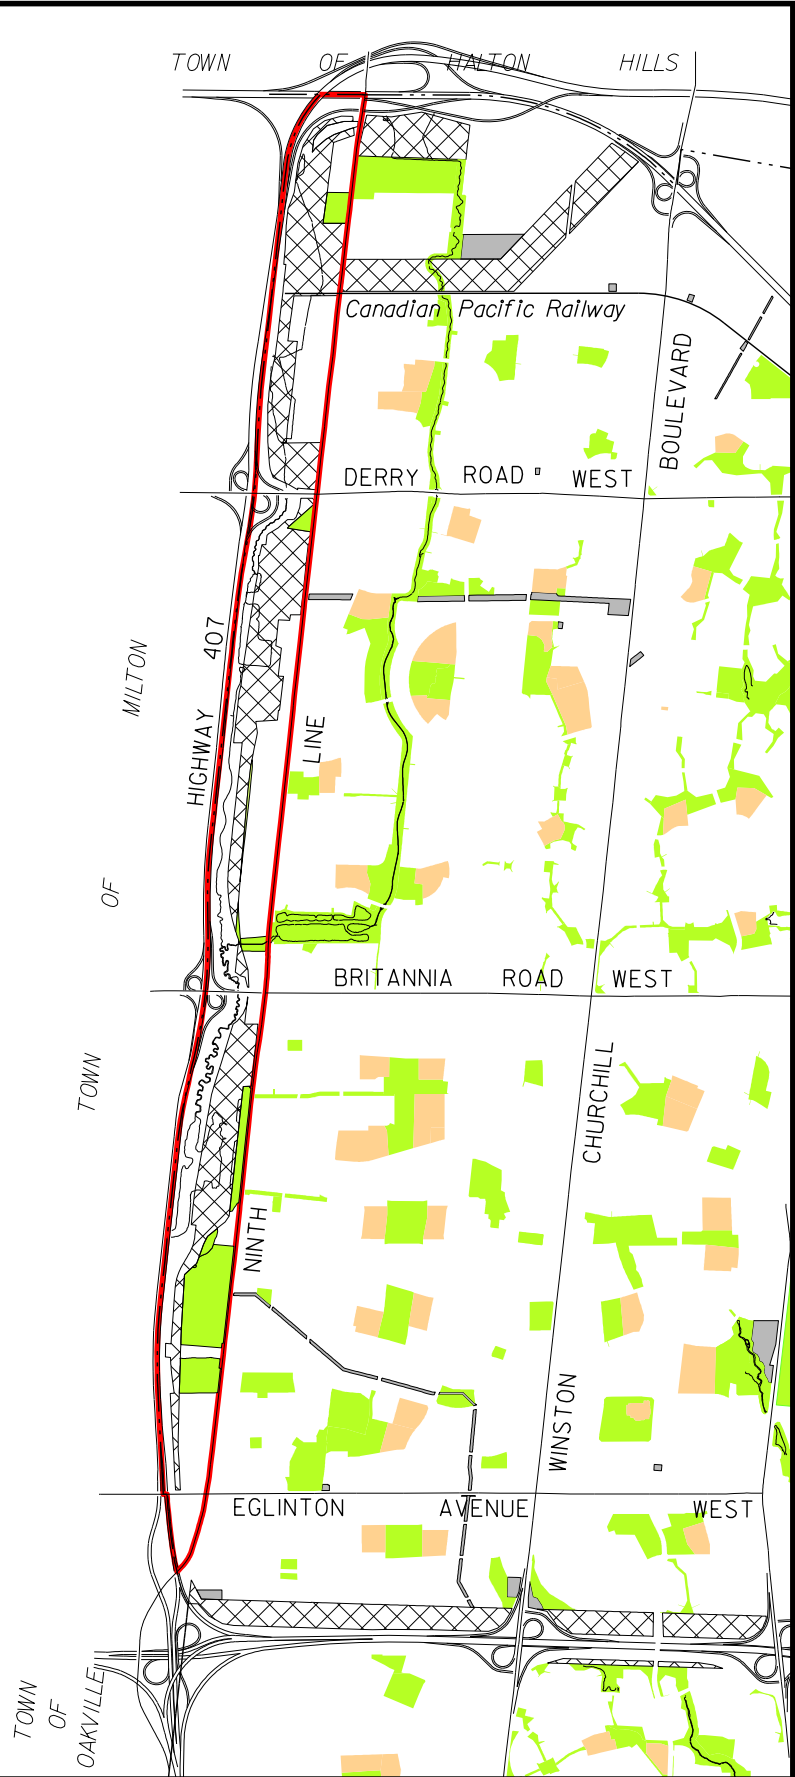 TOWN OF HALTON HILLS
Canadian Pacific Railway
BOULEVARD
DERRY ROAD WEST
HIGHWAY 407
MILTON
LINE
OF
BRITANNIA ROAD WEST
TOWN
CHURCHILL
NINTH
WINSTON
EGLINTON AVENUE WEST
TOWN
OF
OAKVILLE